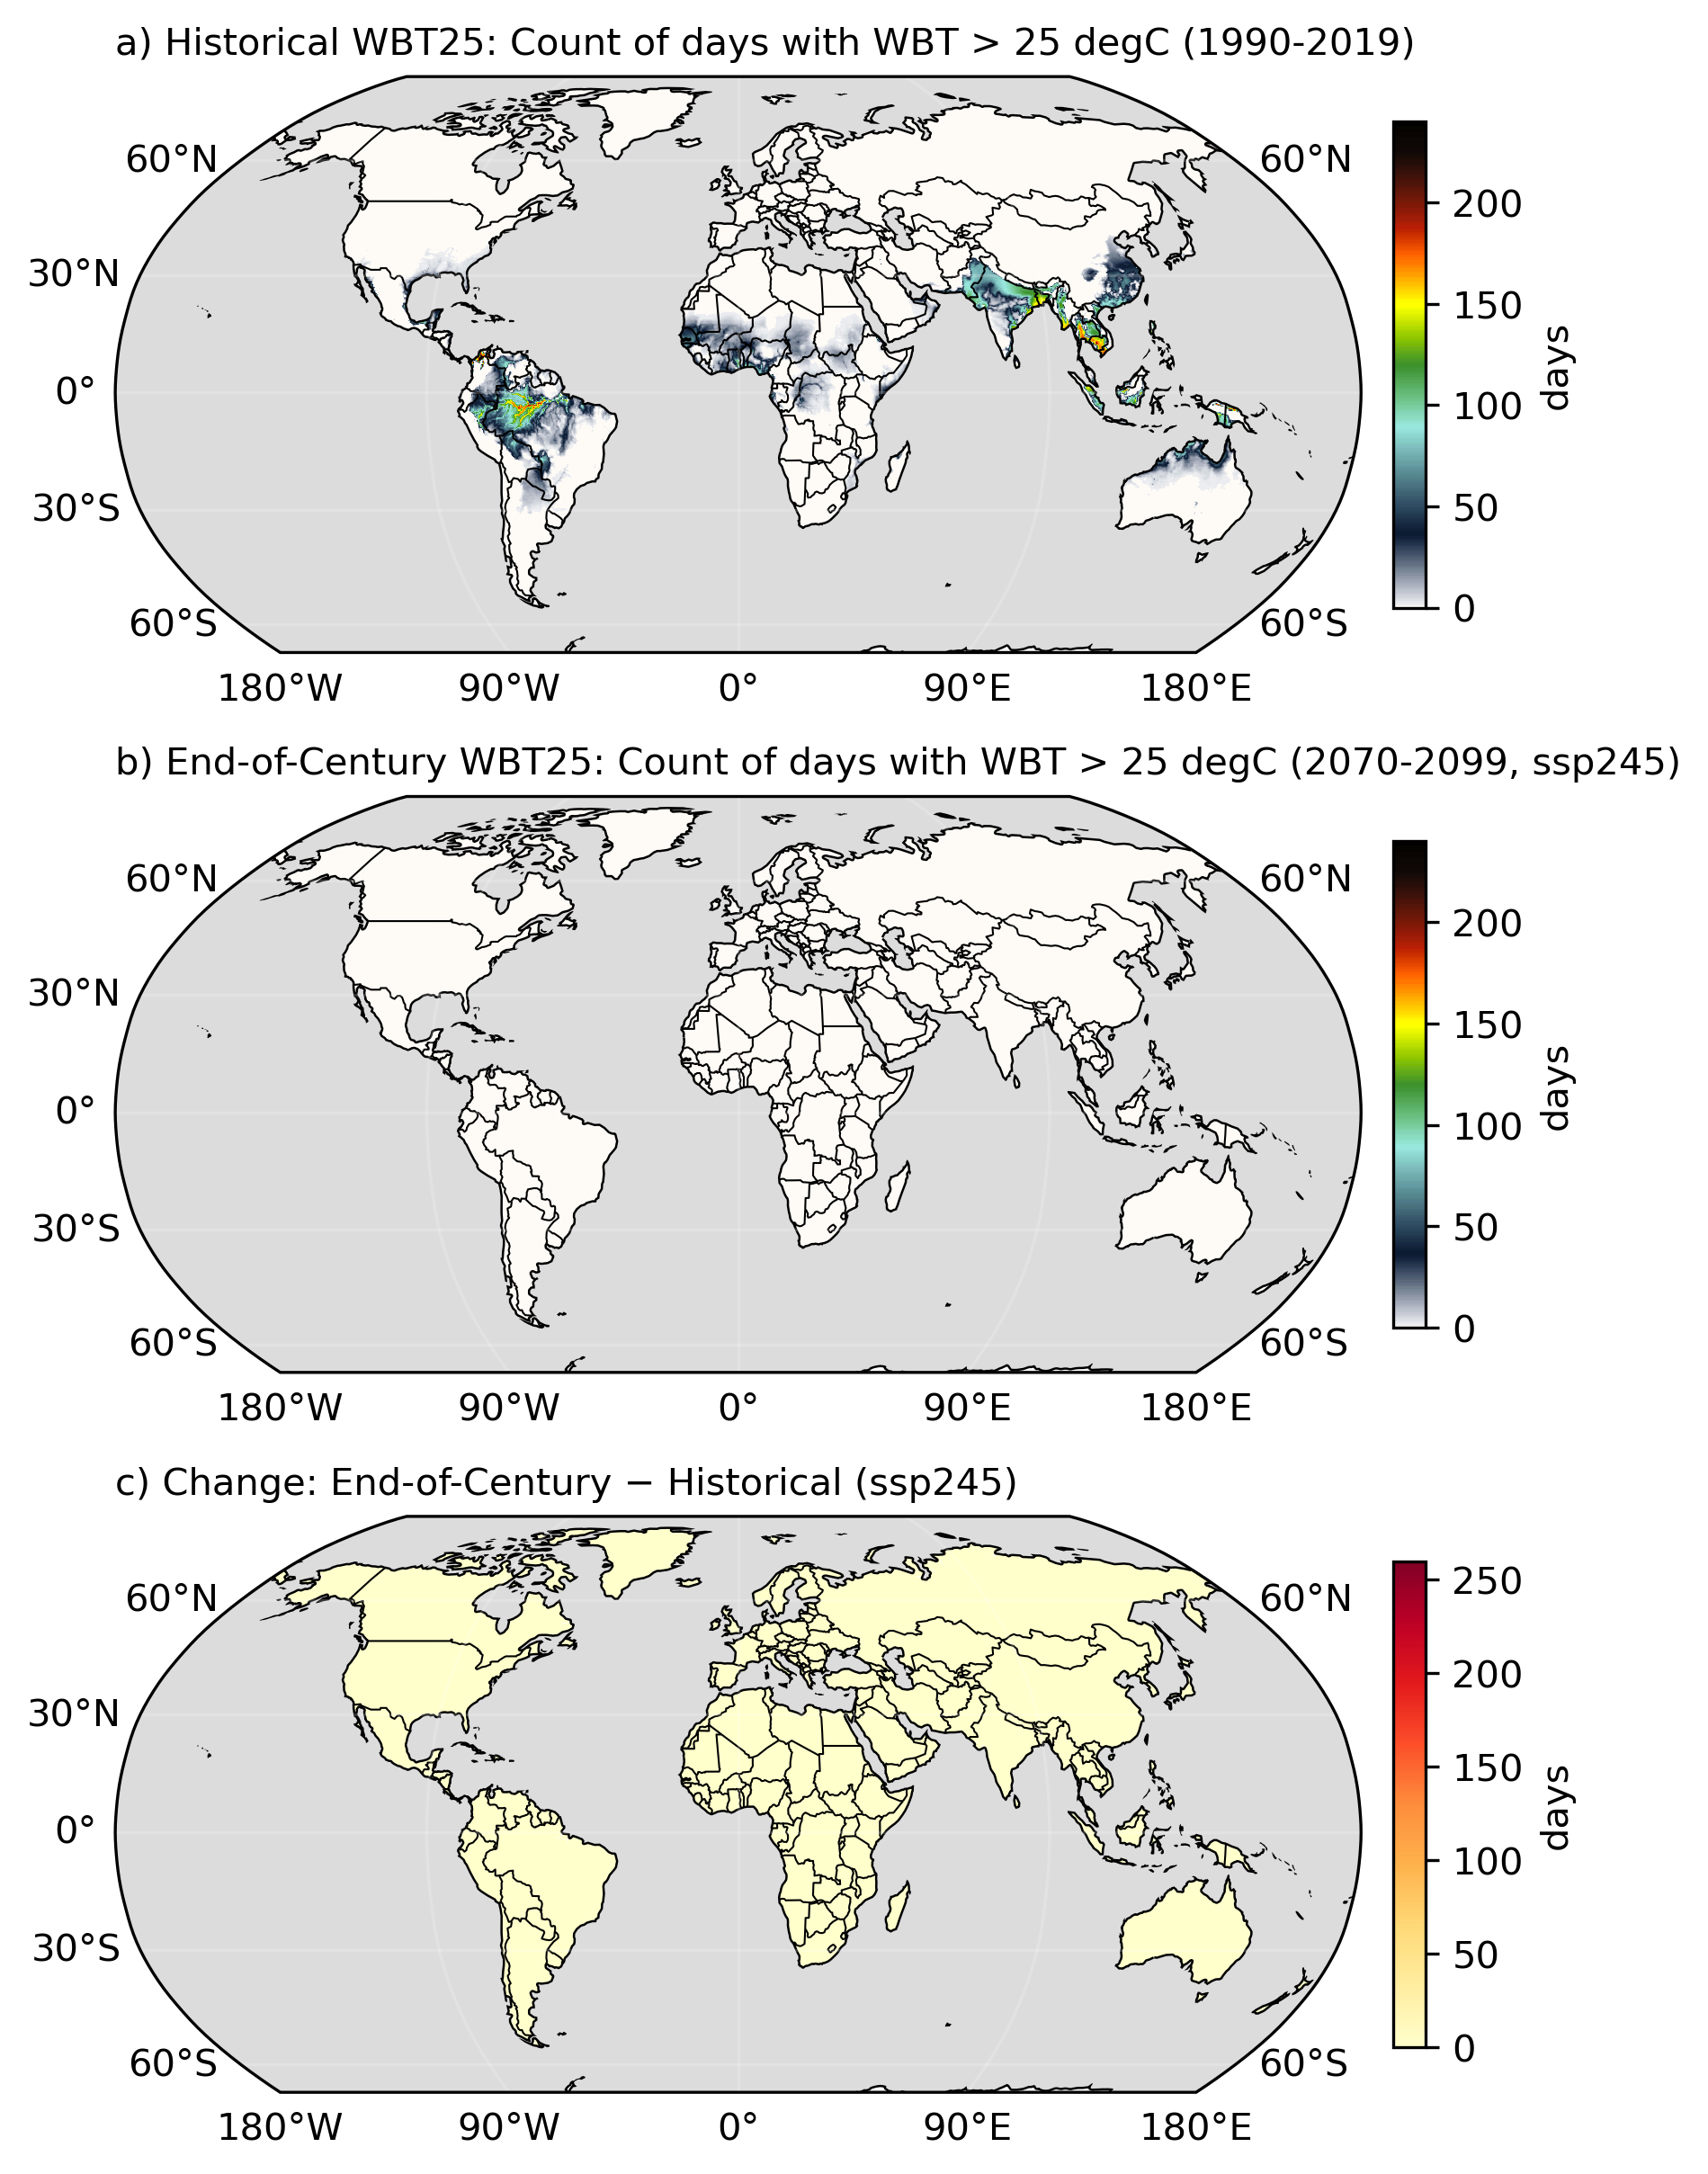 a) Historical WBT25: Count of days with WBT > 25 degC (1990-2019)
60°N
60°N
30°N
0°
30°S
60°S
60°S
180°W 90°W 0° 90°E 180°E
200
150
100
50
0
days
b) End-of-Century WBT25: Count of days with WBT > 25 degC (2070-2099, ssp245)
60°N
60°N
30°N
0°
30°S
60°S
60°S
180°W 90°W 0° 90°E 180°E
200
150
100
50
0
days
c) Change: End-of-Century − Historical (ssp245)
60°N
60°N
30°N
0°
30°S
60°S
60°S
180°W 90°W 0° 90°E 180°E
250
200
150
100
50
0
days